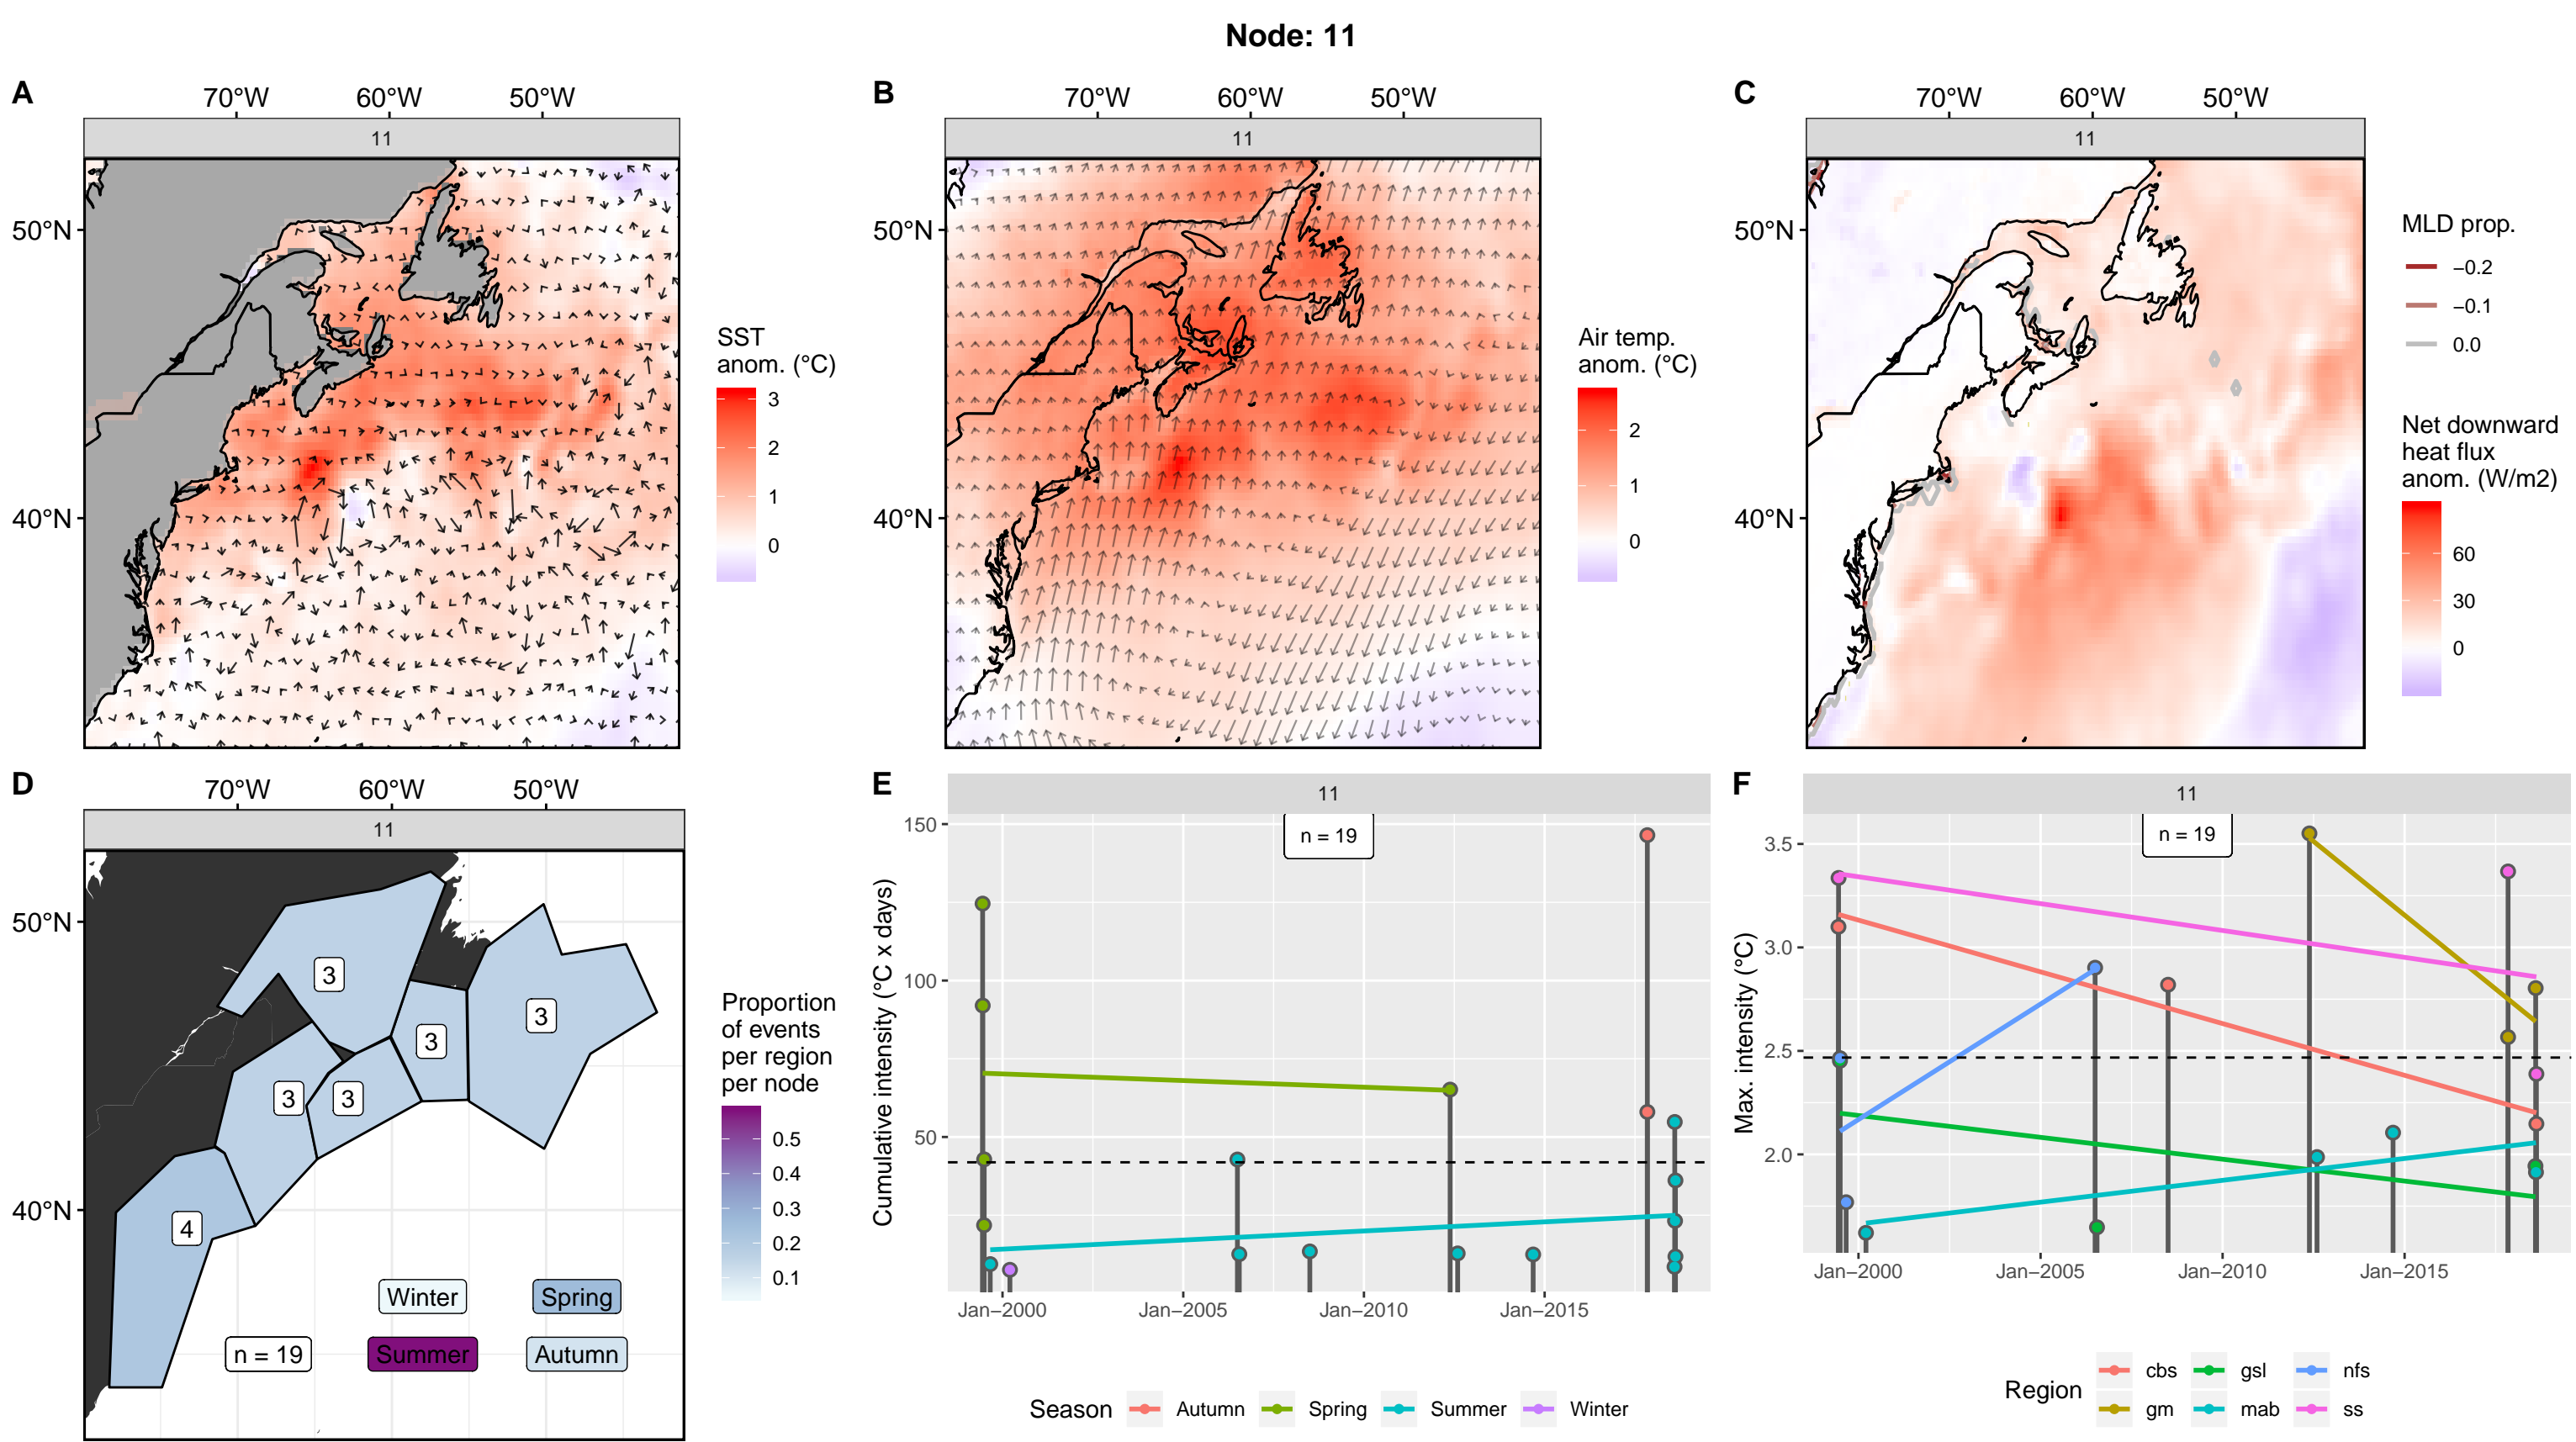 Node: 11
A
70°W 60°W 50°W
11
50°N
40°N
SST
anom. (°C)
3
2
1
0
B
70°W 60°W 50°W
11
50°N
40°N
Air temp.
anom. (°C)
2
1
0
C
70°W 60°W 50°W
11
50°N
40°N
MLD prop.
−0.2
−0.1
0.0
Net downward
heat flux
anom. (W/m2)
60
30
0
D
70°W 60°W 50°W
11
50°N
40°N
3
3
3
3
3
4
Winter Spring
n = 19 Summer Autumn
Proportion
of events
per region
per node
0.5
0.4
0.3
0.2
0.1
E
11
n = 19
Cumulative intensity (°C x days)
150
100
50
Jan−2000 Jan−2005 Jan−2010 Jan−2015
Season Autumn Spring Summer Winter
F
11
n = 19
Max. intensity (°C)
3.5
3.0
2.5
2.0
Jan−2000 Jan−2005 Jan−2010 Jan−2015
Region
cbs gsl nfs
gm mab ss